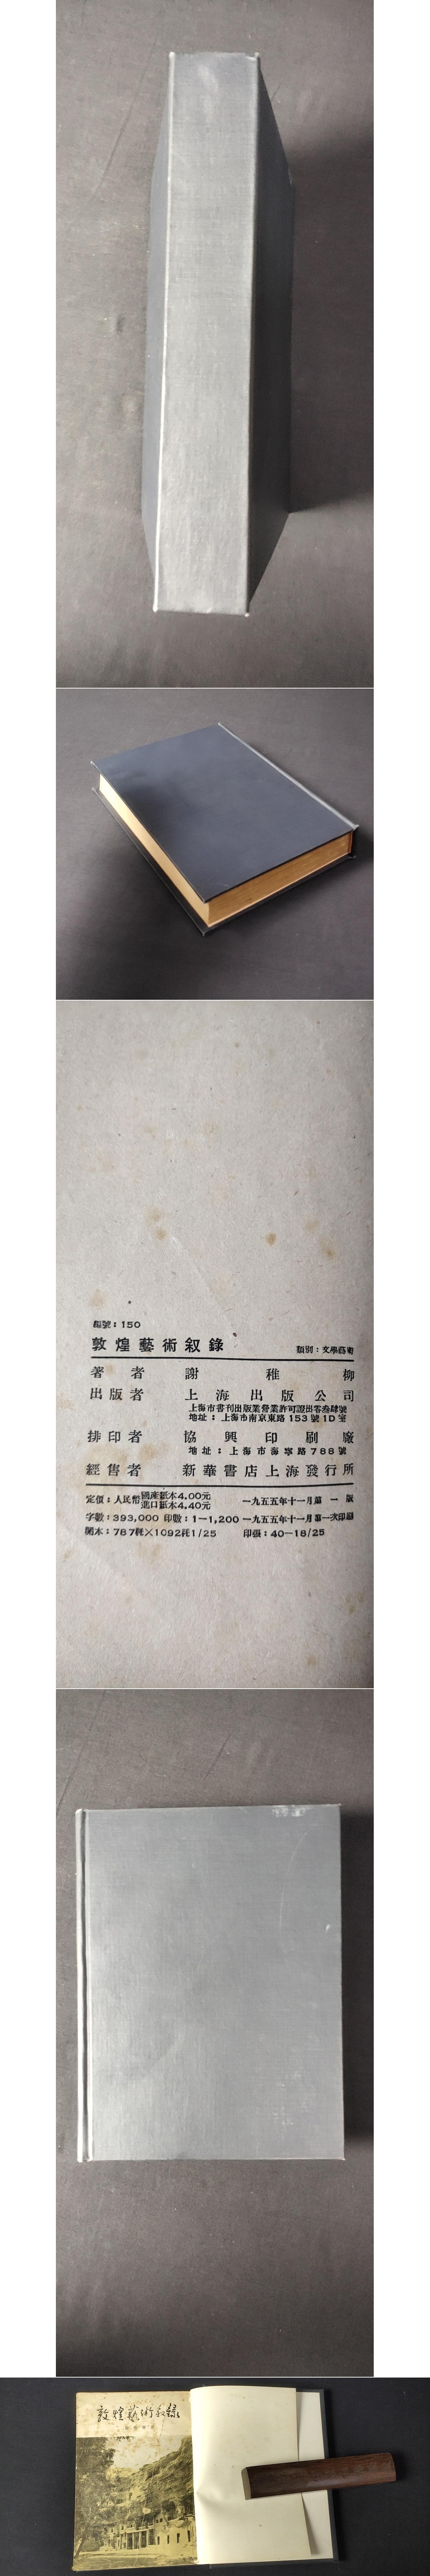 編號：150
敦煌藝術叙錄
類別：文學藝術
著者 謝稚柳
出版者 上海出版公司
上海市書刊出版業營業許可證出零叁肆號
地址：上海市南京東路153號1D室
排印者 協興印刷廠
地址：上海市海寧路788號
經售者 新華書店上海發行所
定價：人民幣國產紙本4.00元
進口紙本4.40元
一九五五年十一月第一版
字數：393,000 印數：1—1,200 一九五五年十一月第一次印刷
開本：787耗×1092耗1/25 印張：40—18/25
敦煌藝術叙錄